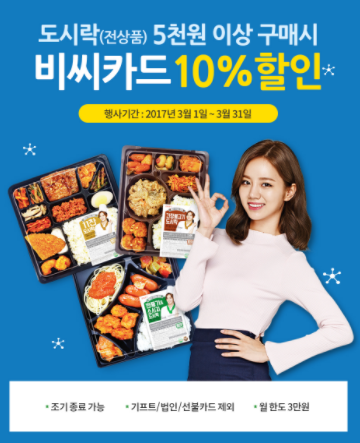 도시락(전상품) 5천원 이상 구매시
비씨카드10%할인
행사기간 : 2017년 3월 1일 ~ 3월 31일
• 조기 종료 가능 • 기프트/법인/선불카드 제외 • 월 한도 3만원